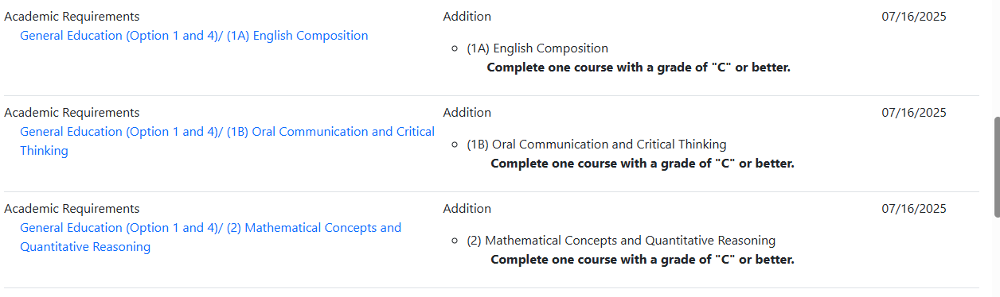 Academic Requirements
Addition
07/16/2025
General Education (Option 1 and 4)/ (1A) English Composition
(1A) English Composition
Complete one course with a grade of "C" or better.
Academic Requirements
Addition
07/16/2025
General Education (Option 1 and 4)/ (1B) Oral Communication and Critical
Thinking
(1B) Oral Communication and Critical Thinking
Complete one course with a grade of "C" or better.
Academic Requirements
Addition
07/16/2025
General Education (Option 1 and 4)/ (2) Mathematical Concepts and
Quantitative Reasoning
(2) Mathematical Concepts and Quantitative Reasoning
Complete one course with a grade of "C" or better.